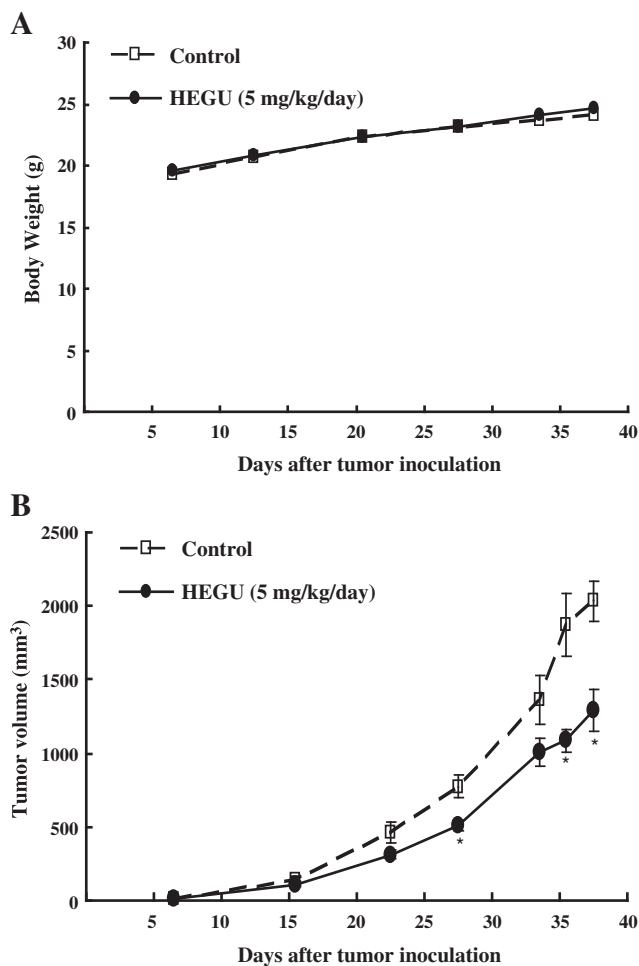 A
30
25
20
15
10
5
0
Body Weight (g)
Control
HEGU (5 mg/kg/day)
5 10 15 20 25 30 35 40
Days after tumor inoculation
B
2500
2000
1500
1000
500
0
Tumor volume (mm³)
Control
HEGU (5 mg/kg/day)
* * *
5 10 15 20 25 30 35 40
Days after tumor inoculation